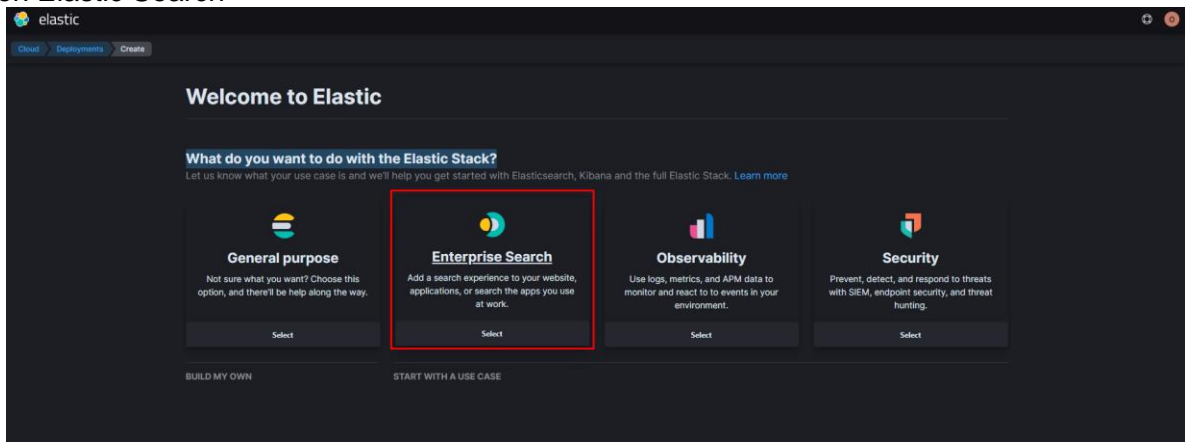 on Elastic Search
elastic
Cloud Deployments Create
Welcome to Elastic
What do you want to do with the Elastic Stack?
Let us know what your use case is and we'll help you get started with Elasticsearch, Kibana and the full Elastic Stack. Learn more
General purpose
Not sure what you want? Choose this
option, and there'll be help along the way.
Select
Enterprise Search
Add a search experience to your website,
applications, or search the apps you use
at work.
Select
Observability
Use logs, metrics, and APM data to
monitor and react to to events in your
environment.
Select
Security
Prevent, detect, and respond to threats
with SIEM, endpoint security, and threat
hunting.
Select
BUILD MY OWN
START WITH A USE CASE